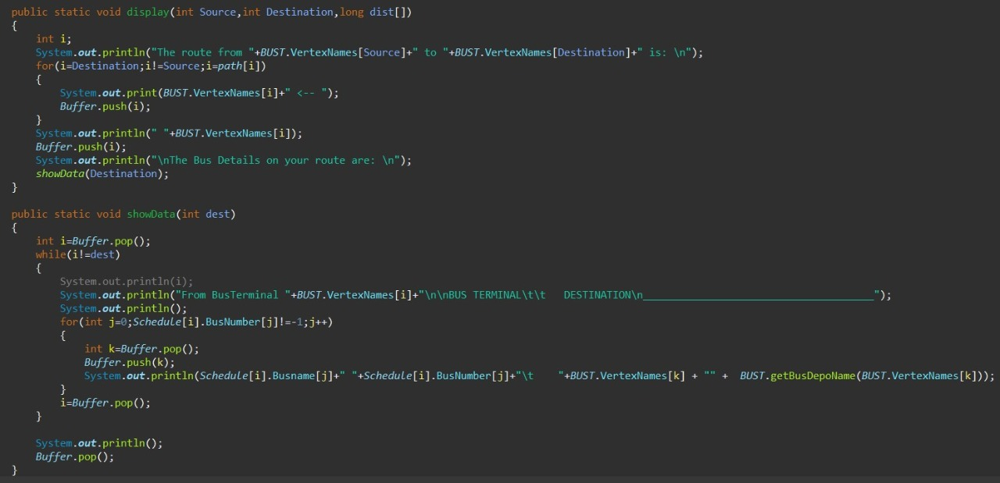 public static void display(int Source,int Destination,long dist[])
{
    int i;
    System.out.println("The route from "+BUST.VertexNames[Source]+" to "+BUST.VertexNames[Destination]+" is: \n");
    for(i=Destination;i!=Source;i=path[i])
    {
        System.out.print(BUST.VertexNames[i]+" <-- ");
        Buffer.push(i);
    }
    System.out.println(" "+BUST.VertexNames[i]);
    Buffer.push(i);
    System.out.println("\nThe Bus Details on your route are: \n");
    showData(Destination);
}

public static void showData(int dest)
{
    int i=Buffer.pop();
    while(i!=dest)
    {
        System.out.println(i);
        System.out.println("From BusTerminal "+BUST.VertexNames[i]+"\n\nBUS TERMINAL\t\t   DESTINATION\n______________________________________");
        System.out.println();
        for(int j=0;Schedule[i].BusNumber[j]!=-1;j++)
        {
            int k=Buffer.pop();
            Buffer.push(k);
            System.out.println(Schedule[i].Busname[j]+" "+Schedule[i].BusNumber[j]+"\t    "+BUST.VertexNames[k] + "" +  BUST.getBusDepoName(BUST.VertexNames[k]));
        }
        i=Buffer.pop();
    }

    System.out.println();
    Buffer.pop();
}